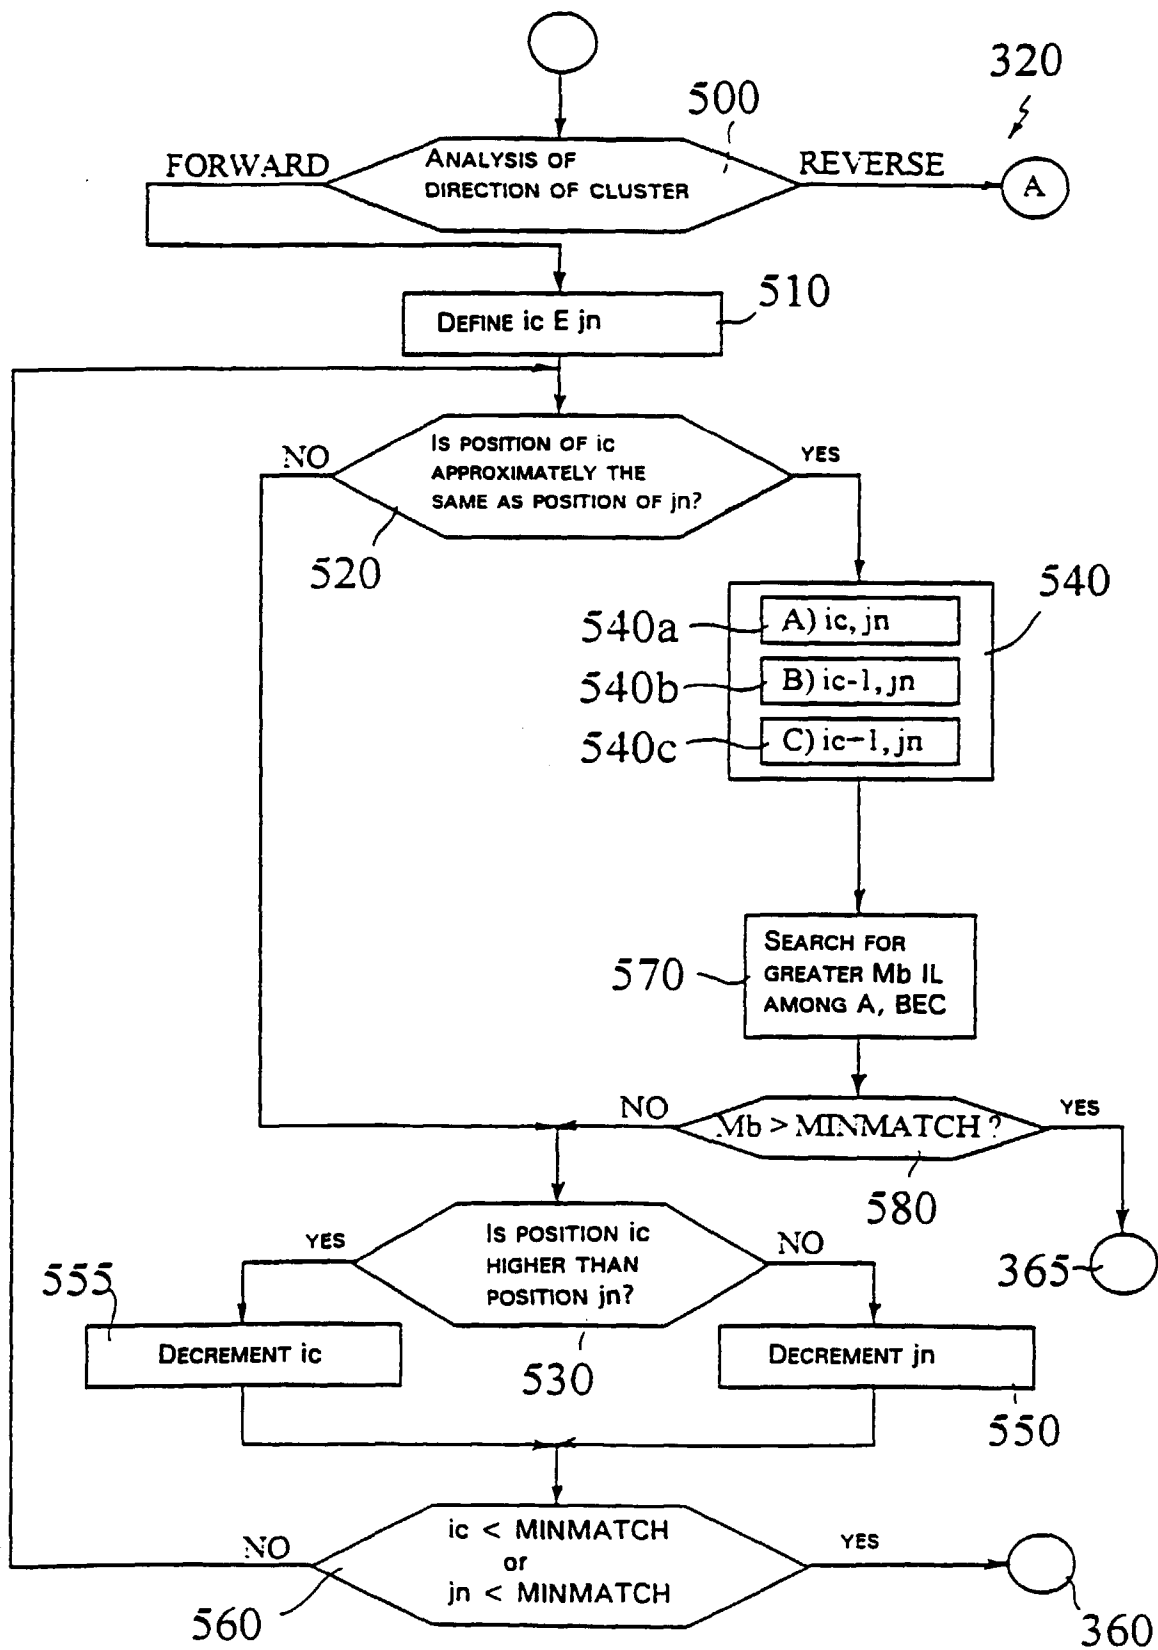 320
500
FORWARD
ANALYSIS OF
DIRECTION OF CLUSTER
REVERSE
A
510
DEFINE ic E jn
NO
IS POSITION OF ic
APPROXIMATELY THE
SAME AS POSITION OF jn?
YES
520
540
540a
A) ic, jn
540b
B) ic-1, jn
540c
C) ic-1, jn
570
SEARCH FOR
GREATER Mb IL
AMONG A, BEC
NO
Mb > MINMATCH ?
YES
580
YES
IS POSITION ic
HIGHER THAN
POSITION jn?
NO
365
555
DECREMENT ic
530
DECREMENT jn
550
NO
ic < MINMATCH
or
jn < MINMATCH
YES
560
360